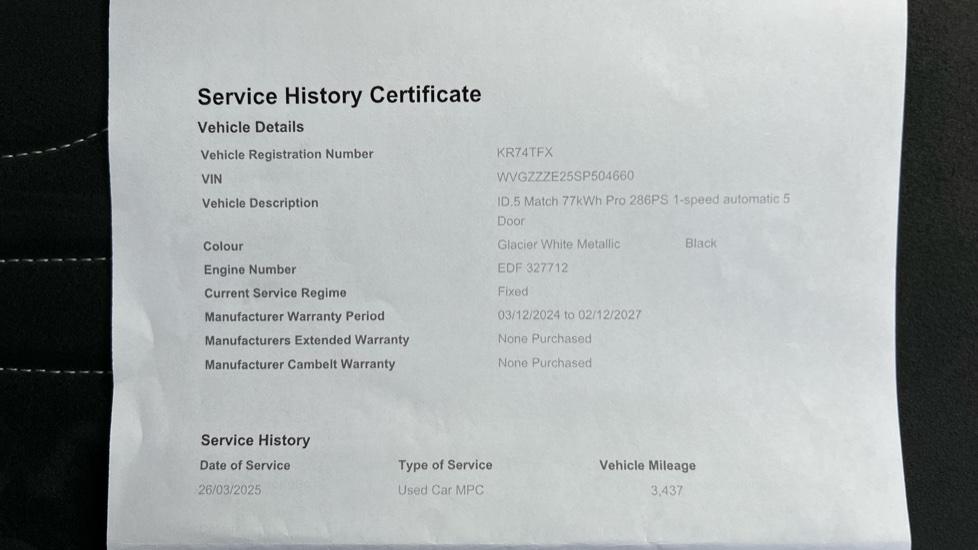 Service History Certificate
Vehicle Details
Vehicle Registration Number KR74TFX
VIN WVGZZZE25SP504660
Vehicle Description ID.5 Match 77kWh Pro 286PS 1-speed automatic 5
Door
Colour Glacier White Metallic Black
Engine Number EDF 327712
Current Service Regime Fixed
Manufacturer Warranty Period 03/12/2024 to 02/12/2027
Manufacturers Extended Warranty None Purchased
Manufacturer Cambelt Warranty None Purchased
Service History
Date of Service Type of Service Vehicle Mileage
26/03/2025 Used Car MPC 3,437